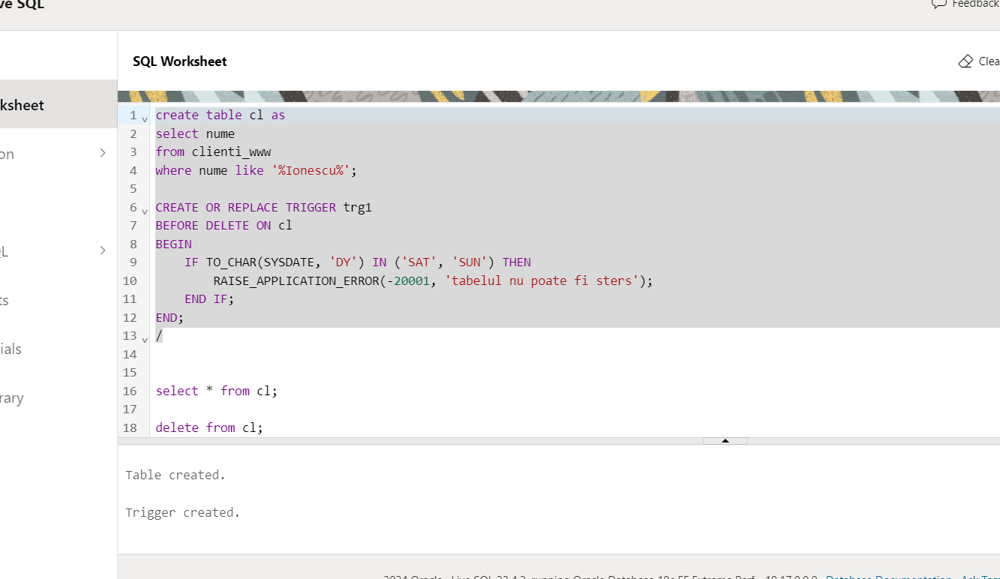 ve SQL
Feedback
SQL Worksheet
Clea
ksheet
on
L
ts
ials
rary
1 create table cl as
2 select nume
3 from clienti_www
4 where nume like '%Ionescu%';
5
6 CREATE OR REPLACE TRIGGER trg1
7 BEFORE DELETE ON cl
8 BEGIN
9 IF TO_CHAR(SYSDATE, 'DY') IN ('SAT', 'SUN') THEN
10 RAISE_APPLICATION_ERROR(-20001, 'tabelul nu poate fi sters');
11 END IF;
12 END;
13 /
14
15
16 select * from cl;
17
18 delete from cl;
Table created.
Trigger created.